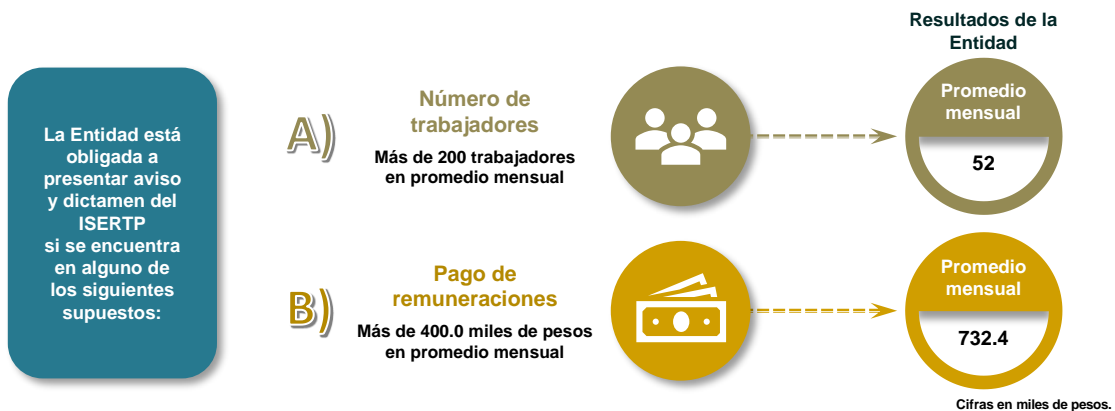 La Entidad está
obligada a
presentar aviso
y dictamen del
ISERTP
si se encuentra
en alguno de
los siguientes
supuestos:
A)
Número de
trabajadores
Más de 200 trabajadores
en promedio mensual
Resultados de la
Entidad
Promedio
mensual
52
B)
Pago de
remuneraciones
Más de 400.0 miles de pesos
en promedio mensual
Promedio
mensual
732.4
Cifras en miles de pesos.